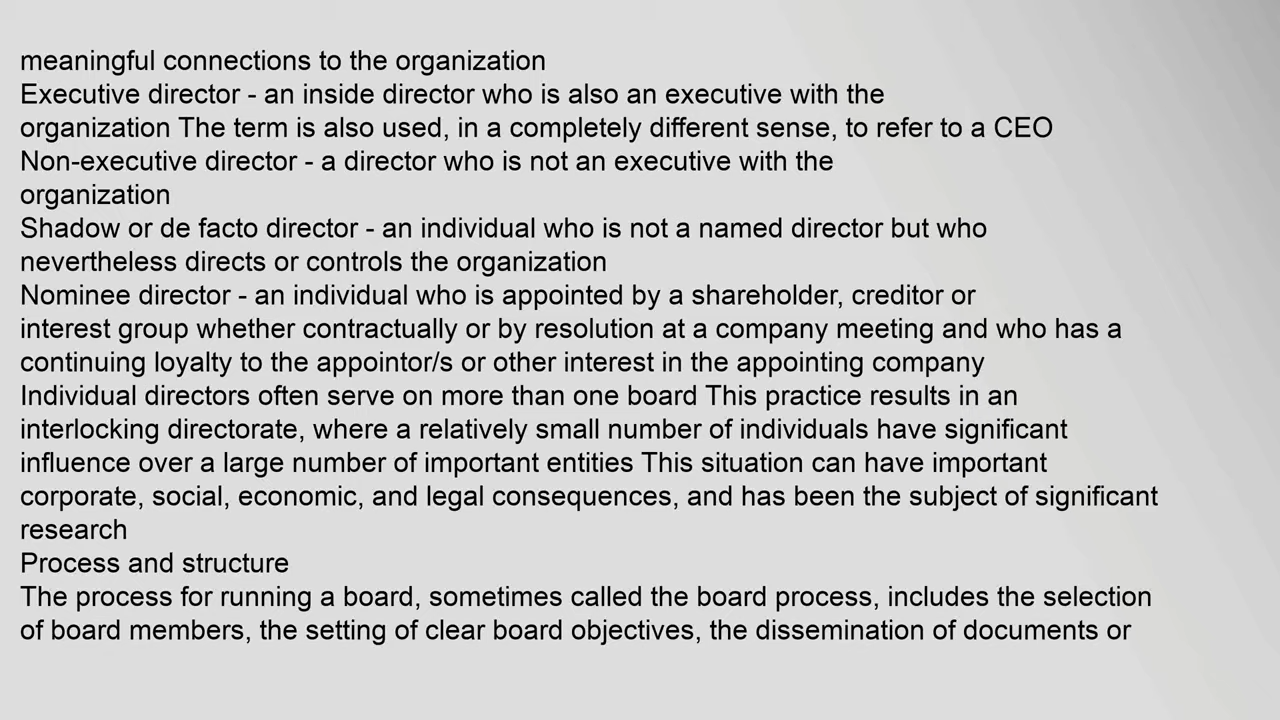 meaningful connections to the organization
Executive director - an inside director who is also an executive with the
organization The term is also used, in a completely different sense, to refer to a CEO
Non-executive director - a director who is not an executive with the
organization
Shadow or de facto director - an individual who is not a named director but who
nevertheless directs or controls the organization
Nominee director - an individual who is appointed by a shareholder, creditor or
interest group whether contractually or by resolution at a company meeting and who has a
continuing loyalty to the appointor/s or other interest in the appointing company
Individual directors often serve on more than one board This practice results in an
interlocking directorate, where a relatively small number of individuals have significant
influence over a large number of important entities This situation can have important
corporate, social, economic, and legal consequences, and has been the subject of significant
research
Process and structure
The process for running a board, sometimes called the board process, includes the selection
of board members, the setting of clear board objectives, the dissemination of documents or